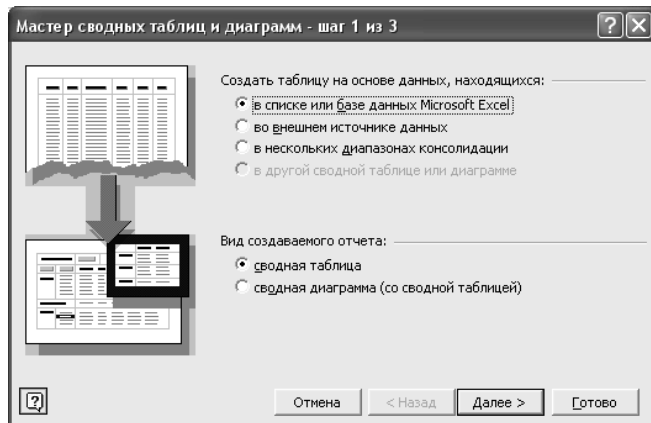 Мастер сводных таблиц и диаграмм - шаг 1 из 3
Создать таблицу на основе данных, находящихся:
в списке или базе данных Microsoft Excel
во внешнем источнике данных
в нескольких диапазонах консолидации
в другой сводной таблице или диаграмме
Вид создаваемого отчета:
сводная таблица
сводная диаграмма (со сводной таблицей)
Отмена
< Назад
Далее >
Готово